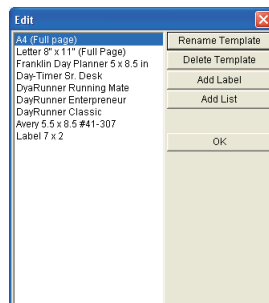 Edit
A4 (Full page)
Letter 8" x 11" (Full Page)
Franklin Day Planner 5 x 8.5 in
Day-Timer Sr. Desk
DyaRunner Running Mate
DayRunner Enterpreneur
DayRunner Classic
Avery 5.5 x 8.5 #41-307
Label 7 x 2
Rename Template
Delete Template
Add Label
Add List
OK